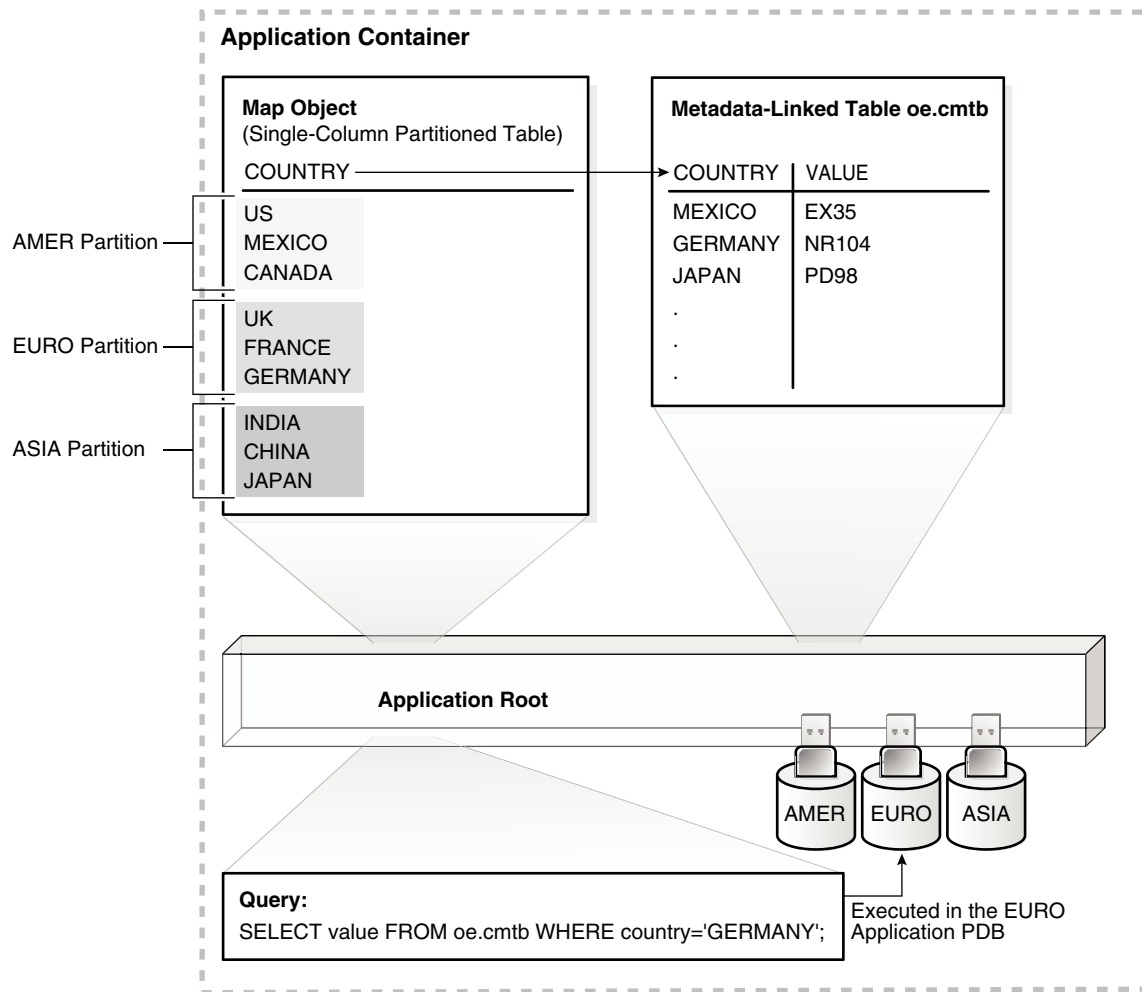 Application Container
Map Object
(Single-Column Partitioned Table)
COUNTRY
US
MEXICO
CANADA
UK
FRANCE
GERMANY
INDIA
CHINA
JAPAN
AMER Partition
EURO Partition
ASIA Partition
Metadata-Linked Table oe.cmtb
COUNTRY VALUE
MEXICO EX35
GERMANY NR104
JAPAN PD98
.
.
.
Application Root
AMER EURO ASIA
Query:
SELECT value FROM oe.cmtb WHERE country='GERMANY';
Executed in the EURO
Application PDB